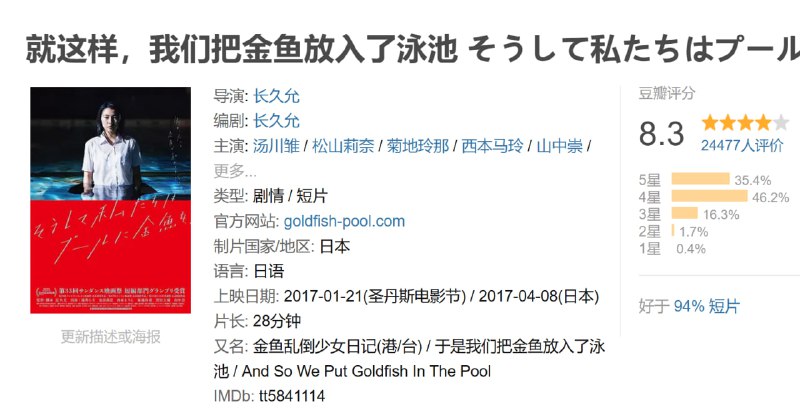 就这样，我们把金鱼放入了泳池 そうして私たちはプール
そうして私たちは
プールに金魚を、
第33回サンダンス映画祭 短編部門グランプリ受賞
更新描述或海报
导演: 长久允
编剧: 长久允
主演: 汤川雏 / 松山莉奈 / 菊地玲那 / 西本马玲 / 山中崇 /
更多...
类型: 剧情 / 短片
官方网站: goldfish-pool.com
制片国家/地区: 日本
语言: 日语
上映日期: 2017-01-21(圣丹斯电影节) / 2017-04-08(日本)
片长: 28分钟
又名: 金鱼乱倒少女日记(港/台) / 于是我们把金鱼放入了泳
池 / And So We Put Goldfish In The Pool
IMDb: tt5841114
豆瓣评分
8.3
24477人评价
5星 35.4%
4星 46.2%
3星 16.3%
2星 1.7%
1星 0.4%
好于 94% 短片